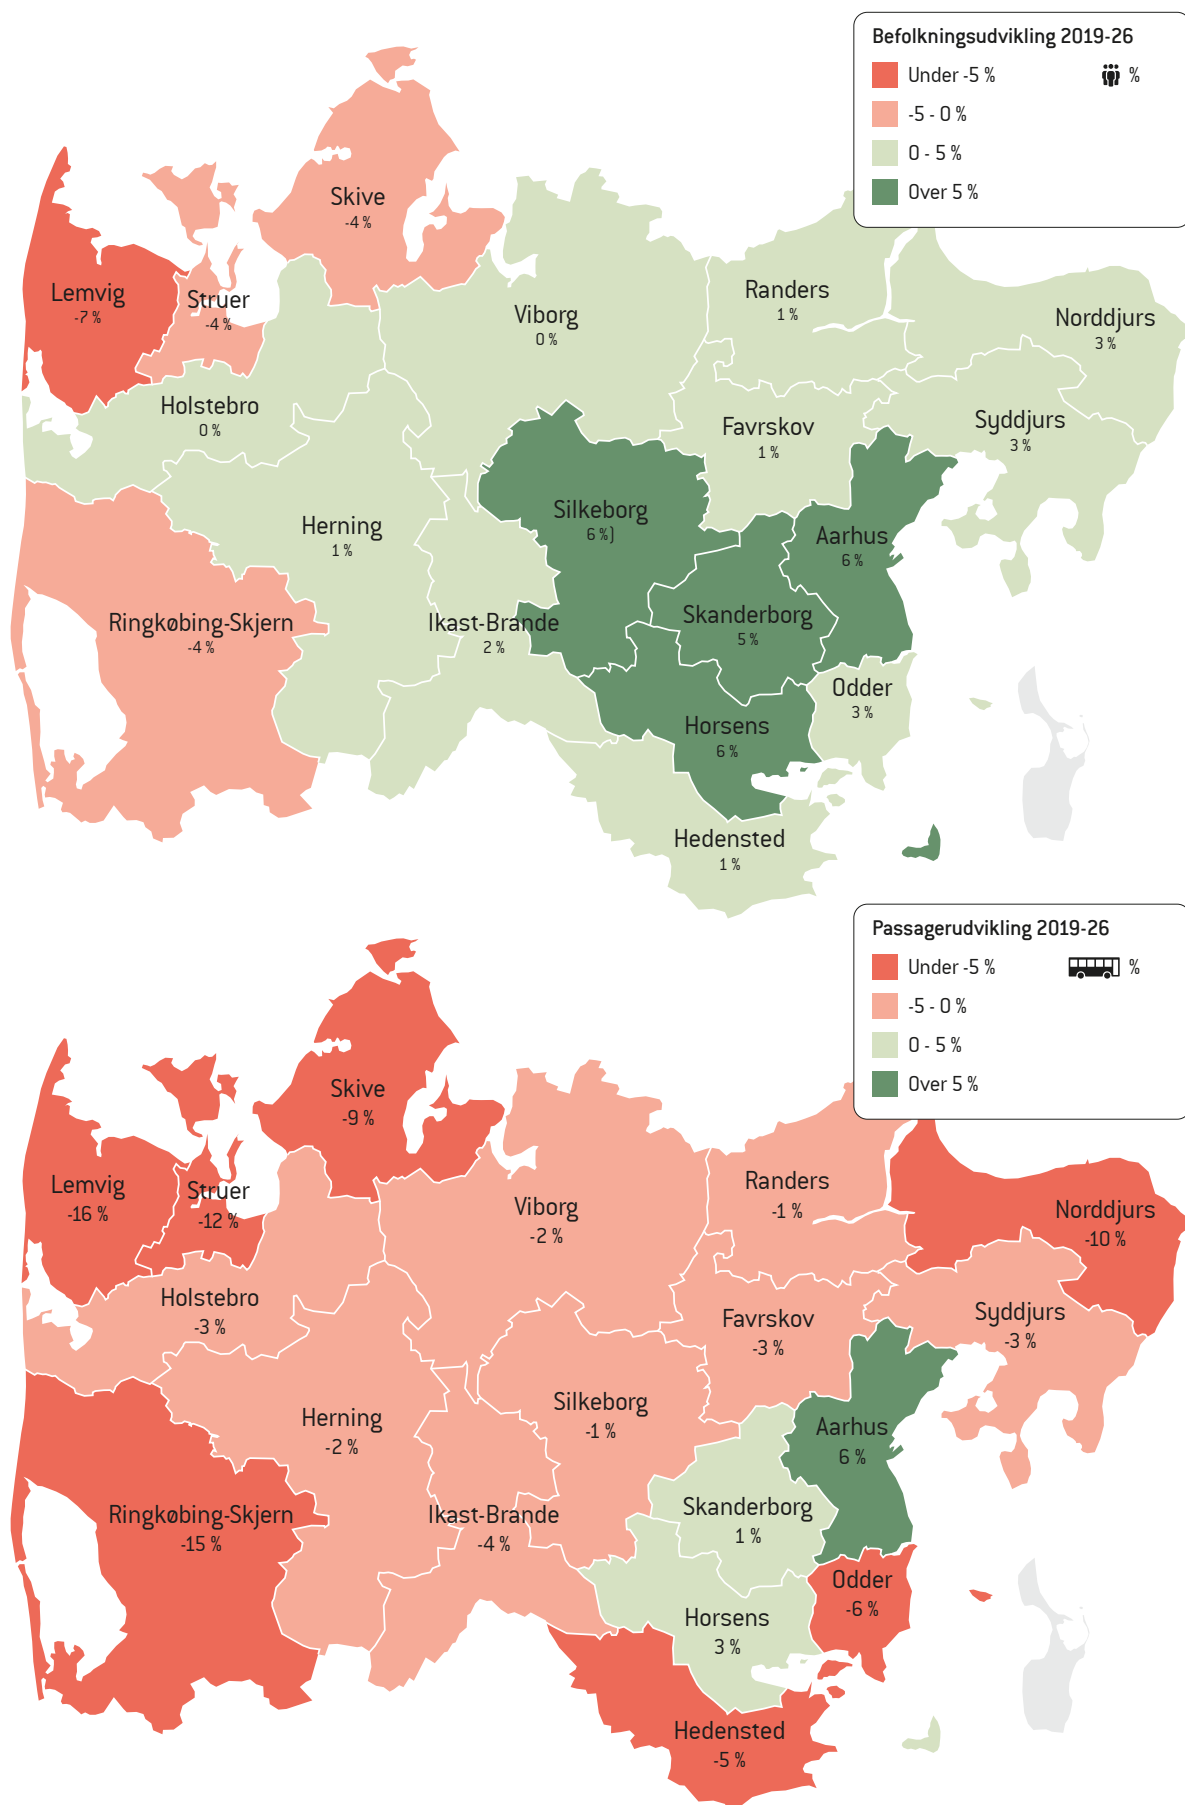 Befolkningsudvikling 2019-26
Under -5 %
%
-5 - 0 %
0 - 5 %
Over 5 %
Skive
-4 %
Lemvig
-7 %
Struer
-4 %
Viborg
0 %
Randers
1 %
Norddjurs
3 %
Holstebro
0 %
Favrskov
1 %
Syddjurs
3 %
Herning
1 %
Silkeborg
6 %)
Aarhus
6 %
Ringkøbing-Skjern
-4 %
Ikast-Brande
2 %
Skanderborg
5 %
Odder
3 %
Horsens
6 %
Hedensted
1 %
Passagerudvikling 2019-26
Under -5 %
%
-5 - 0 %
0 - 5 %
Over 5 %
Skive
-9 %
Lemvig
-16 %
Struer
-12 %
Viborg
-2 %
Randers
-1 %
Norddjurs
-10 %
Holstebro
-3 %
Favrskov
-3 %
Syddjurs
-3 %
Herning
-2 %
Silkeborg
-1 %
Aarhus
6 %
Ringkøbing-Skjern
-15 %
Ikast-Brande
-4 %
Skanderborg
1 %
Odder
-6 %
Horsens
3 %
Hedensted
-5 %